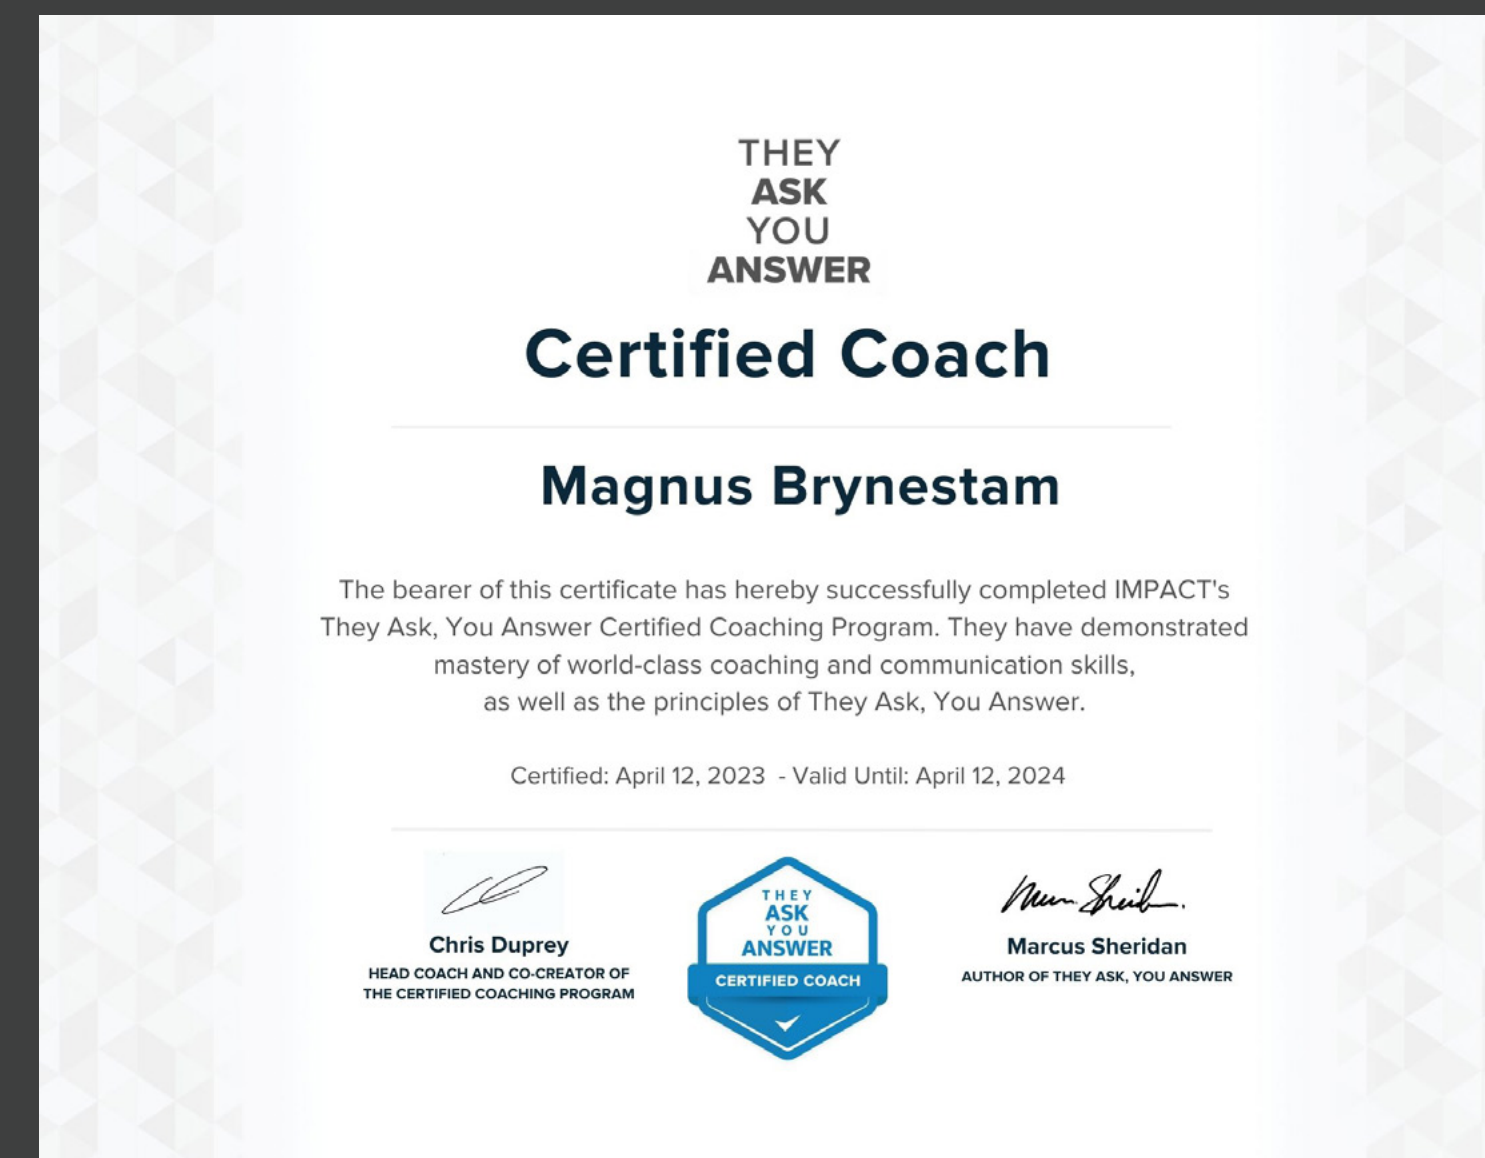 THEY
ASK
YOU
ANSWER
Certified Coach
Magnus Brynestam
The bearer of this certificate has hereby successfully completed IMPACT's
They Ask, You Answer Certified Coaching Program. They have demonstrated
mastery of world-class coaching and communication skills,
as well as the principles of They Ask, You Answer.
Certified: April 12, 2023 - Valid Until: April 12, 2024
Chris Duprey
HEAD COACH AND CO-CREATOR OF
THE CERTIFIED COACHING PROGRAM
THEY
ASK
YOU
ANSWER
CERTIFIED COACH
Marcus Sheridan
AUTHOR OF THEY ASK, YOU ANSWER